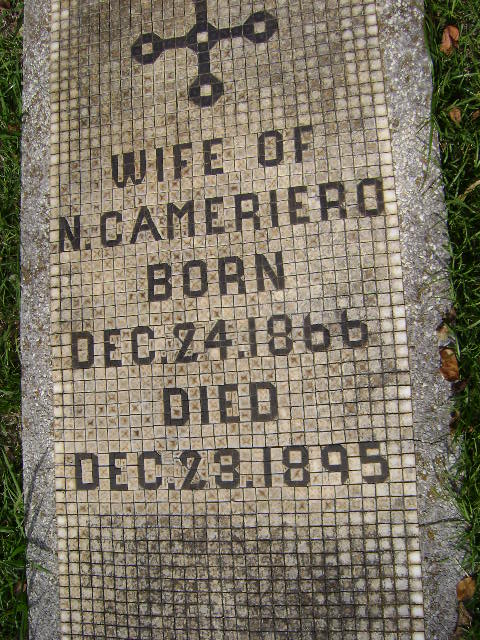 WIFE OF
N. CAMERIERO
BORN
DEC. 24. 1866
DIED
DEC. 23. 1895